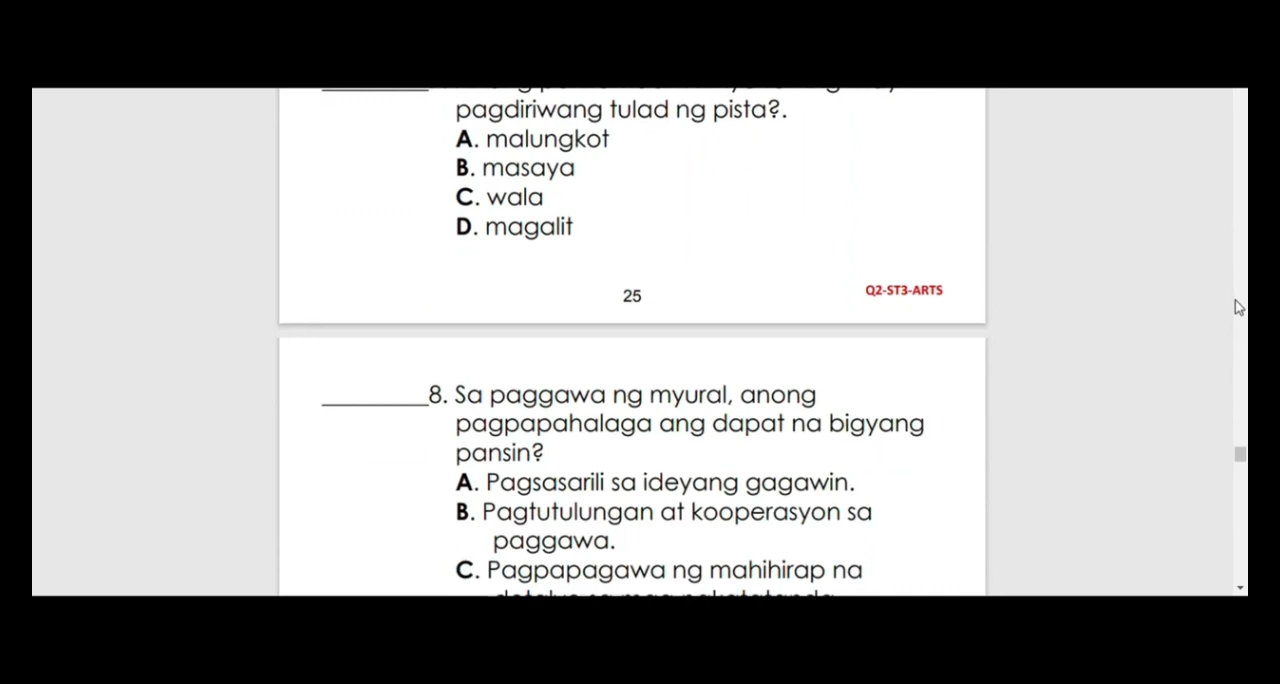 pagdiriwang tulad ng pista?.
A. malungkot
B. masaya
C. wala
D. magalit
25
Q2-ST3-ARTS
________8. Sa paggawa ng myural, anong
pagpapahalaga ang dapat na bigyang
pansin?
A. Pagsasarili sa ideyang gagawin.
B. Pagtutulungan at kooperasyon sa
paggawa.
C. Pagpapagawa ng mahihirap na